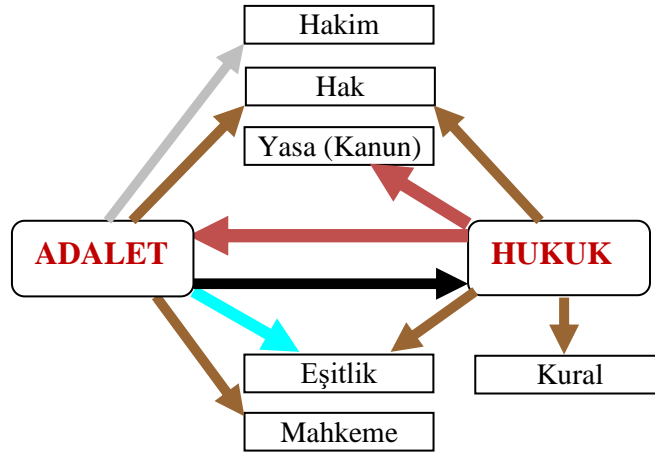 Hakim
Hak
Yasa (Kanun)
ADALET
HUKUK
Eşitlik
Kural
Mahkeme